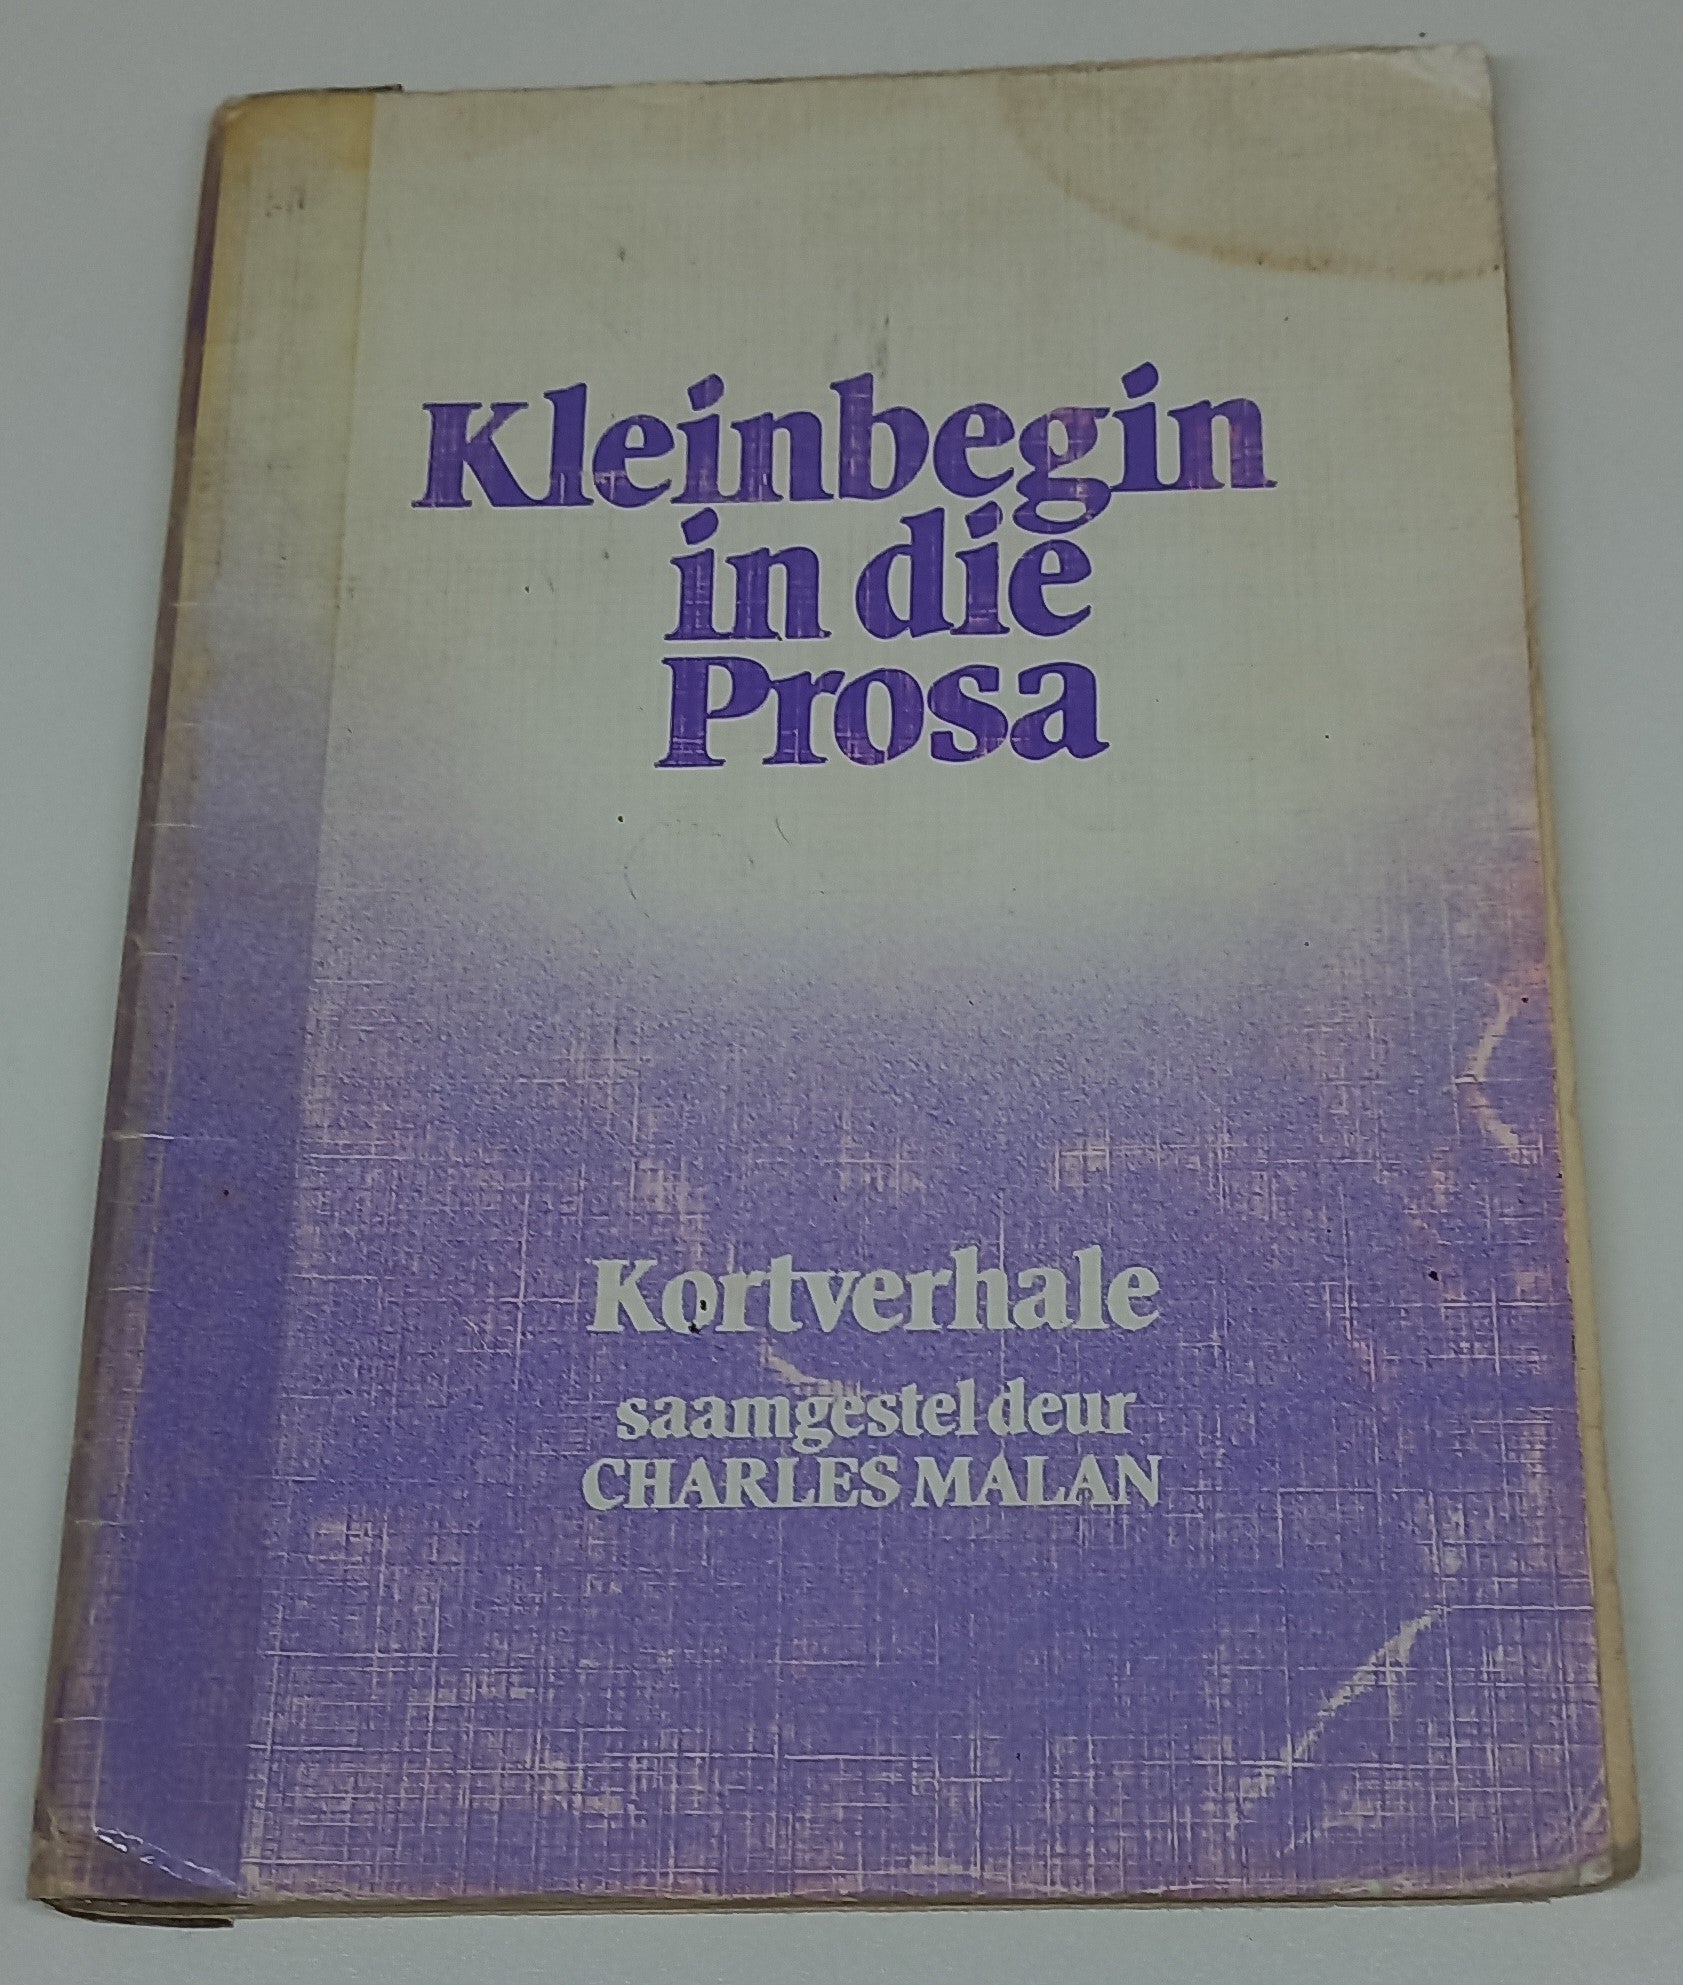 Kleinbegin
in die
Prosa
Kortverhale
saamgestel deur
CHARLES MALAN